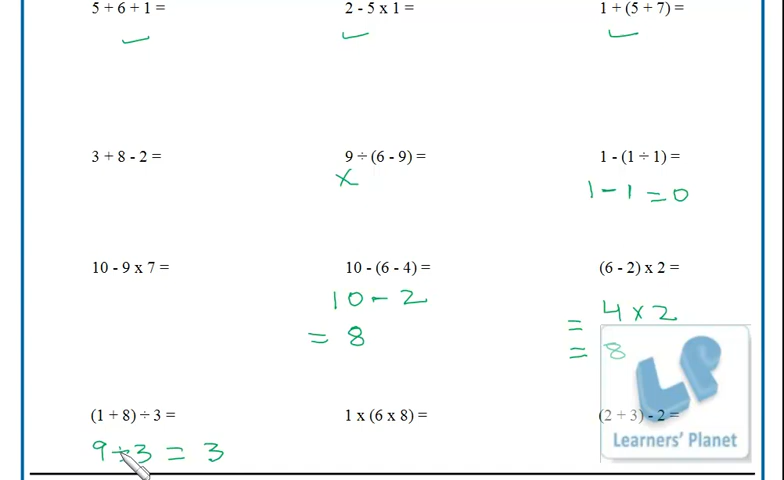 5 + 6 + 1 =
2 - 5 x 1 =
1 + (5 + 7) =
3 + 8 - 2 =
9 ÷ (6 - 9) =
x
1 - (1 ÷ 1) =
1 - 1 = 0
10 - 9 x 7 =
10 - (6 - 4) =
10 - 2
= 8
(6 - 2) x 2 =
= 4 x 2
= 8
(1 + 8) ÷ 3 =
9 ÷ 3 = 3
1 x (6 x 8) =
(2 + 3) - 2 =
LP
Learners' Planet